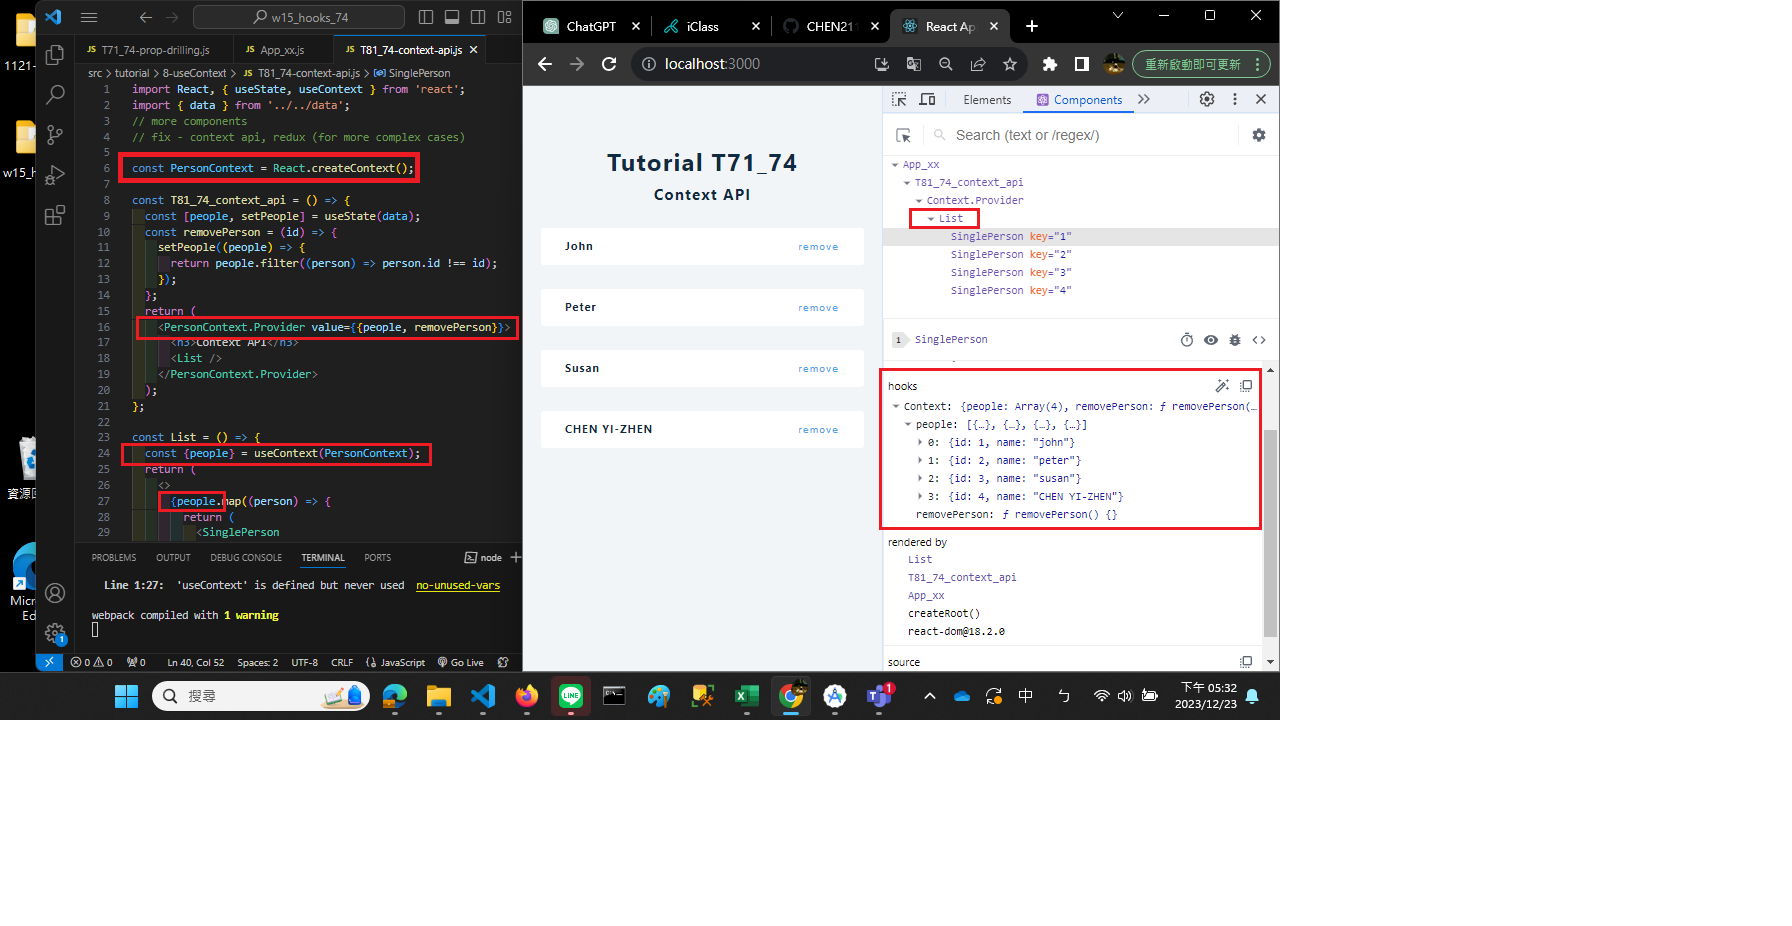 1121-
w15_h
資源回
Micr
Ed
w15_hooks_74
JS T71_74-prop-drilling.js
JS App_xx.js
JS T81_74-context-api.js
src > tutorial > 8-useContext > JS T81_74-context-api.js > SinglePerson
1 import React, { useState, useContext } from 'react';
2 import { data } from '../../data';
3 // more components
4 // fix - context api, redux (for more complex cases)
5
6 const PersonContext = React.createContext();
7
8 const T81_74_context_api = () => {
9 const [people, setPeople] = useState(data);
10 const removePerson = (id) => {
11 setPeople((people) => {
12 return people.filter((person) => person.id !== id);
13 });
14 };
15 return (
16 <PersonContext.Provider value={{people, removePerson}}>
17 <h3>Context API</h3>
18 <List />
19 </PersonContext.Provider>
20 );
21 };
22
23 const List = () => {
24 const {people} = useContext(PersonContext);
25 return (
26 <>
27 {people.map((person) => {
28 return (
29 <SinglePerson
PROBLEMS OUTPUT DEBUG CONSOLE TERMINAL PORTS
node
Line 1:27: 'useContext' is defined but never used no-unused-vars
webpack compiled with 1 warning
1
0 0 0 Ln 40, Col 52 Spaces: 2 UTF-8 CRLF JavaScript Go Live
ChatGPT
iClass
CHEN211
React Ap
localhost:3000
重新啟動即可更新
Tutorial T71_74
Context API
John remove
Peter remove
Susan remove
CHEN YI-ZHEN remove
Elements Components
Search (text or /regex/)
App_xx
T81_74_context_api
Context.Provider
List
SinglePerson key="1"
SinglePerson key="2"
SinglePerson key="3"
SinglePerson key="4"
1 SinglePerson
hooks
Context: {people: Array(4), removePerson: ƒ removePerson(…
people: [{…}, {…}, {…}, {…}]
0: {id: 1, name: "john"}
1: {id: 2, name: "peter"}
2: {id: 3, name: "susan"}
3: {id: 4, name: "CHEN YI-ZHEN"}
removePerson: ƒ removePerson() {}
rendered by
List
T81_74_context_api
App_xx
createRoot()
react-dom@18.2.0
source
搜尋
LINE
1
中
ㄣ
下午 05:32
2023/12/23